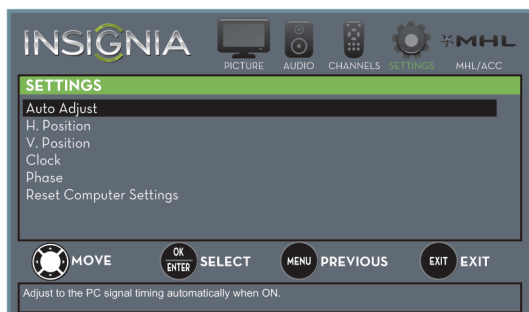 INSIGNIA
PICTURE AUDIO CHANNELS SETTINGS MHL MHL/ACC
SETTINGS
Auto Adjust
H. Position
V. Position
Clock
Phase
Reset Computer Settings
MOVE OK ENTER SELECT MENU PREVIOUS EXIT EXIT
Adjust to the PC signal timing automatically when ON.